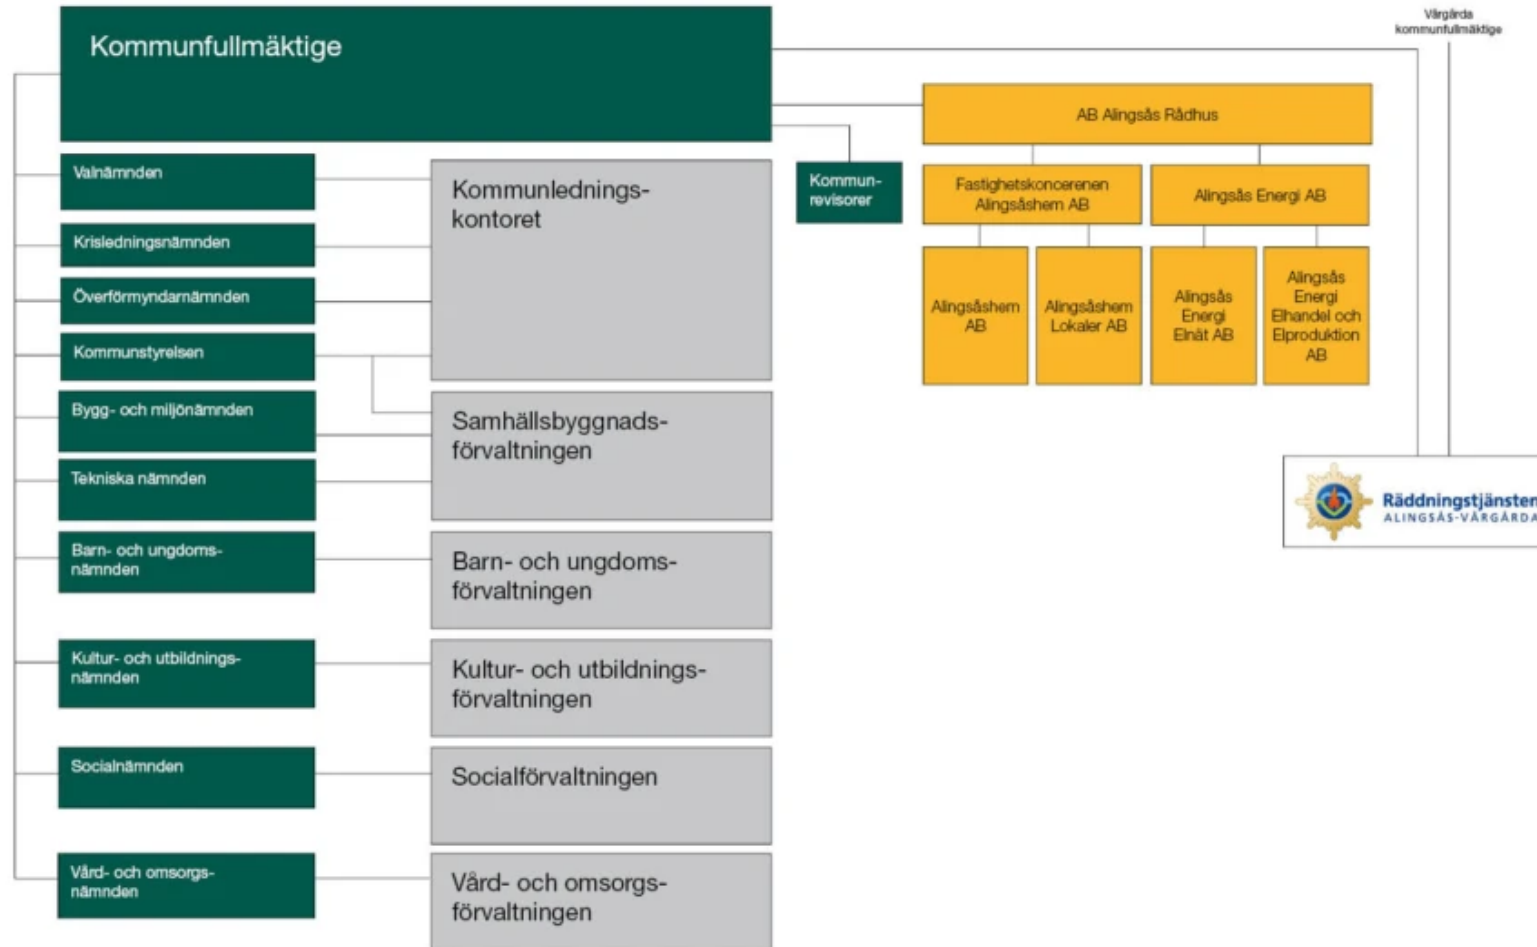 Kommunfullmäktige
Vårgårda
kommunfullmäktige
AB Alingsås Rådhus
Valnämnden
Kommunlednings-
kontoret
Kommun-
revisorer
Fastighetskoncerenen
Alingsåshem AB
Alingsås Energi AB
Krisledningsnämnden
Överförmyndarnämnden
Kommunstyrelsen
Alingsåshem
AB
Alingsåshem
Lokaler AB
Alingsås
Energi
Elnät AB
Alingsås
Energi
Elhandel och
Elproduktion
AB
Bygg- och miljönämnden
Samhällsbyggnads-
förvaltningen
Tekniska nämnden
Räddningstjänsten
ALINGSÅS-VÅRGÅRDA
Barn- och ungdoms-
nämnden
Barn- och ungdoms-
förvaltningen
Kultur- och utbildnings-
nämnden
Kultur- och utbildnings-
förvaltningen
Socialnämnden
Socialförvaltningen
Vård- och omsorgs-
nämnden
Vård- och omsorgs-
förvaltningen